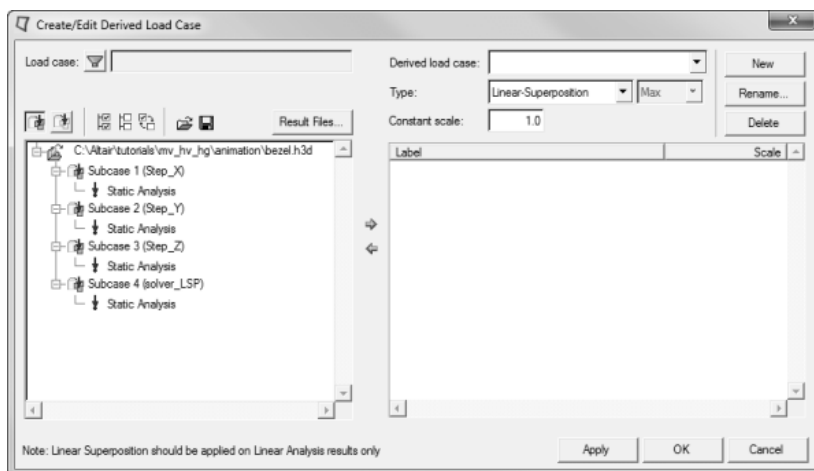 Create/Edit Derived Load Case
Load case:
Result Files...
C:\Altair\tutorials\mv_hv_hg\animation\bezel.h3d
Subcase 1 (Step_X)
Static Analysis
Subcase 2 (Step_Y)
Static Analysis
Subcase 3 (Step_Z)
Static Analysis
Subcase 4 (solver_LSP)
Static Analysis
Derived load case:
New
Type: Linear-Superposition Max
Rename...
Constant scale: 1.0
Delete
Label Scale
Note: Linear Superposition should be applied on Linear Analysis results only
Apply OK Cancel